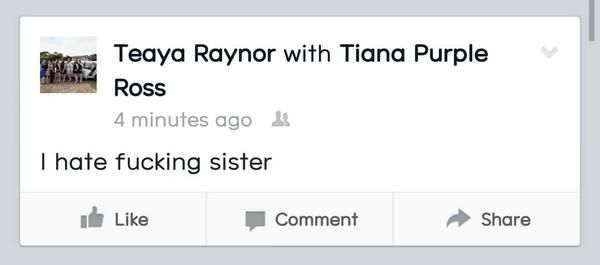 Teaya Raynor with Tiana Purple
Ross
4 minutes ago
I hate fucking sister
Like
Comment
Share